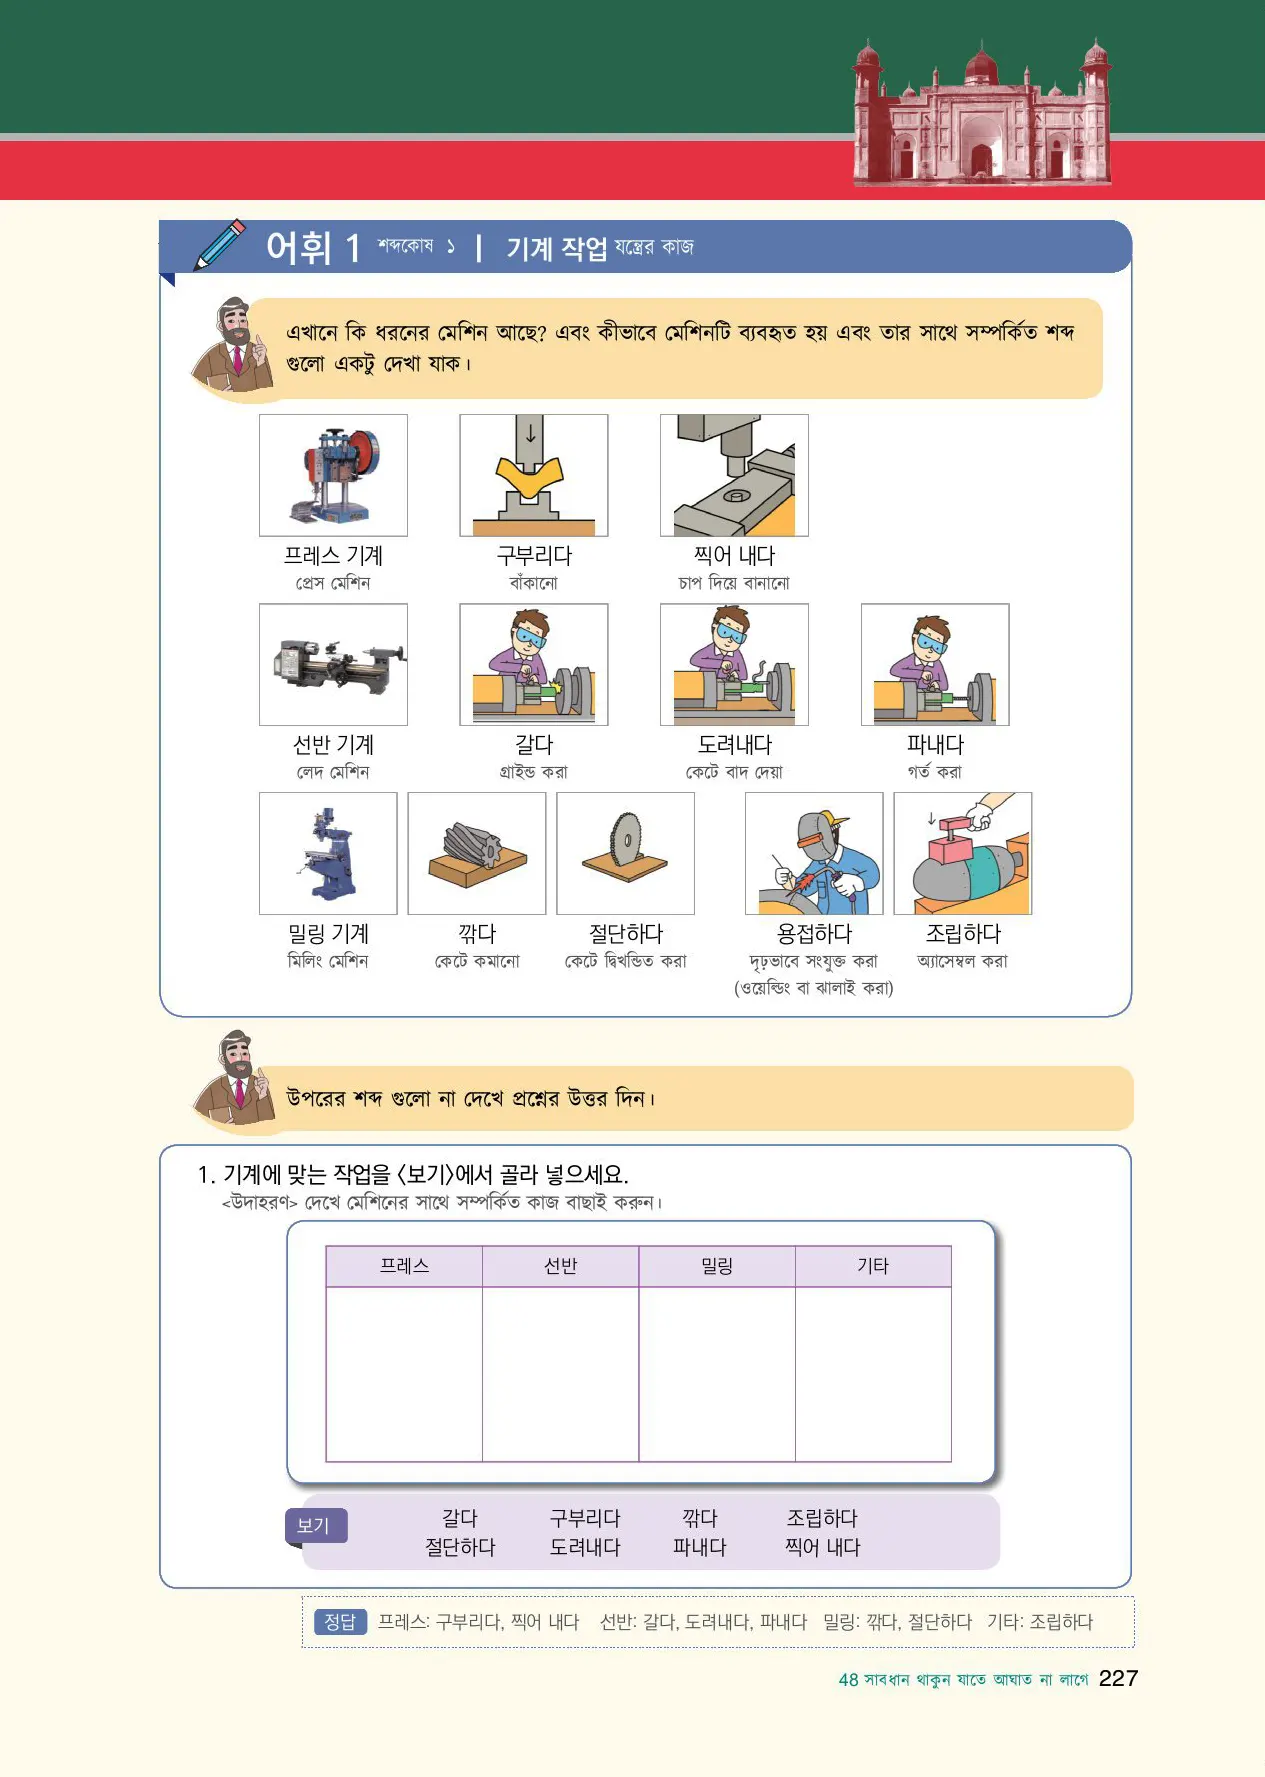 어휘 1 শব্দকোষ ১ | 기계 작업 যন্ত্রের কাজ
এখানে কি ধরনের মেশিন আছে? এবং কীভাবে মেশিনটি ব্যবহৃত হয় এবং তার সাথে সম্পর্কিত শব্দ
গুলো একটু দেখা যাক।
프레스 기계 구부리다 찍어 내다
প্রেস মেশিন বাঁকানো চাপ দিয়ে বানানো
선반 기계 갈다 도려내다 파내다
লেদ মেশিন গ্রাইন্ড করা কেটে বাদ দেয়া গর্ত করা
밀링 기계 깎다 절단하다 용접하다 조립하다
মিলিং মেশিন কেটে কমানো কেটে দ্বিখন্ডিত করা দৃঢ়ভাবে সংযুক্ত করা অ্যাসেম্বল করা
(ওয়েল্ডিং বা ঝালাই করা)
উপরের শব্দ গুলো না দেখে প্রশ্নের উত্তর দিন।
1. 기계에 맞는 작업을 〈보기〉에서 골라 넣으세요.
<উদাহরণ> দেখে মেশিনের সাথে সম্পর্কিত কাজ বাছাই করুন।
프레스 선반 밀링 기타
보기 갈다 구부리다 깎다 조립하다
절단하다 도려내다 파내다 찍어 내다
정답 프레스: 구부리다, 찍어 내다 선반: 갈다, 도려내다, 파내다 밀링: 깎다, 절단하다 기타: 조립하다
48 সাবধান থাকুন যাতে আঘাত না লাগে 227